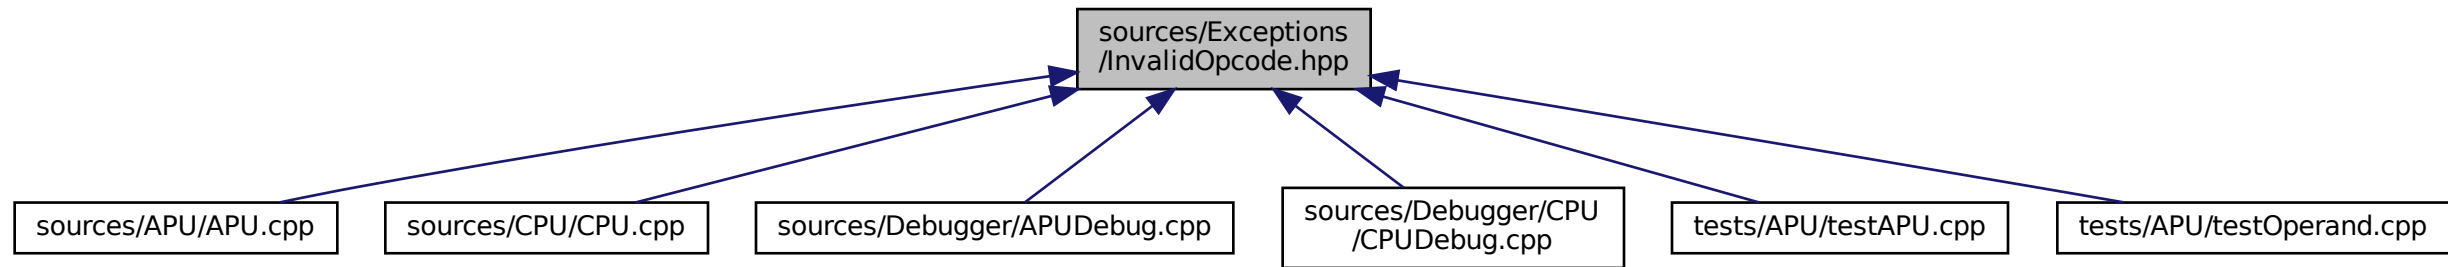 sources/Exceptions
/InvalidOpcode.hpp
sources/APU/APU.cpp
sources/CPU/CPU.cpp
sources/Debugger/APUDebug.cpp
sources/Debugger/CPU
/CPUDebug.cpp
tests/APU/testAPU.cpp
tests/APU/testOperand.cpp